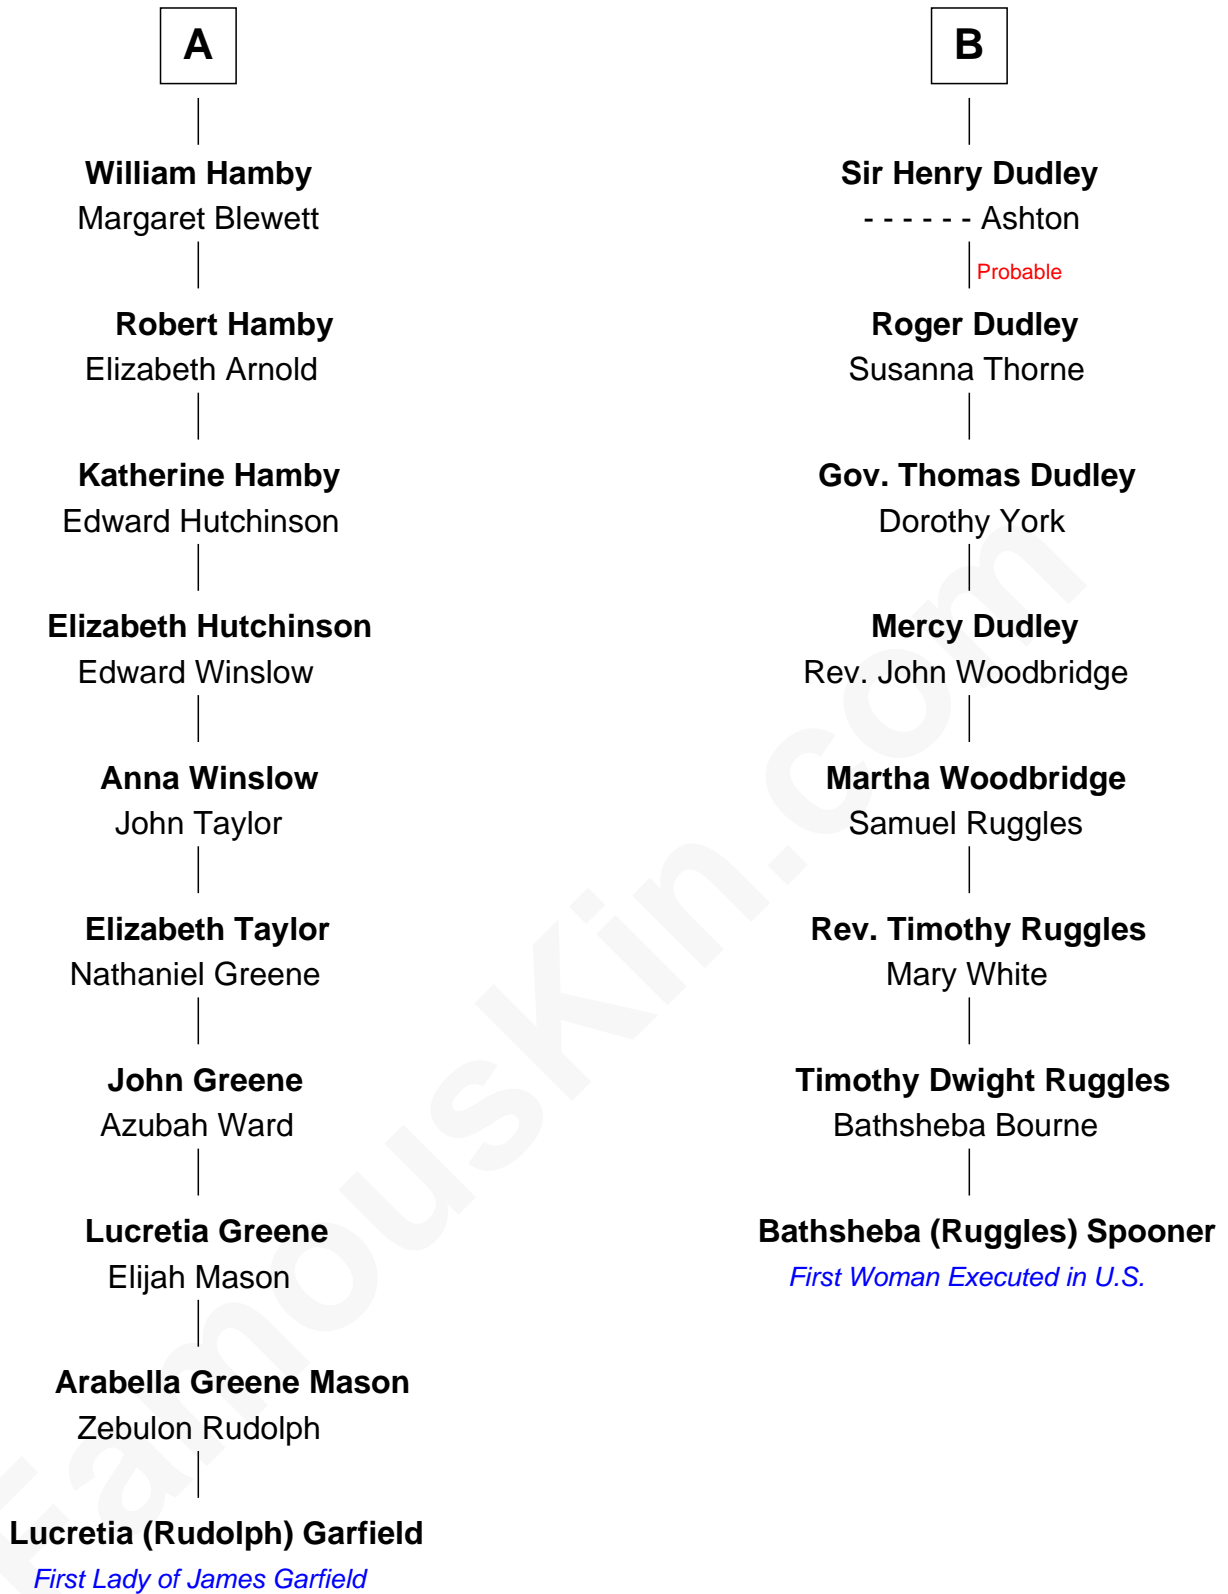 A
William Hamby
Margaret Blewett
Robert Hamby
Elizabeth Arnold
Katherine Hamby
Edward Hutchinson
Elizabeth Hutchinson
Edward Winslow
Anna Winslow
John Taylor
Elizabeth Taylor
Nathaniel Greene
John Greene
Azubah Ward
Lucretia Greene
Elijah Mason
Arabella Greene Mason
Zebulon Rudolph
Lucretia (Rudolph) Garfield
First Lady of James Garfield
B
Sir Henry Dudley
- - - - - - Ashton
Probable
Roger Dudley
Susanna Thorne
Gov. Thomas Dudley
Dorothy York
Mercy Dudley
Rev. John Woodbridge
Martha Woodbridge
Samuel Ruggles
Rev. Timothy Ruggles
Mary White
Timothy Dwight Ruggles
Bathsheba Bourne
Bathsheba (Ruggles) Spooner
First Woman Executed in U.S.
FamousKin.com